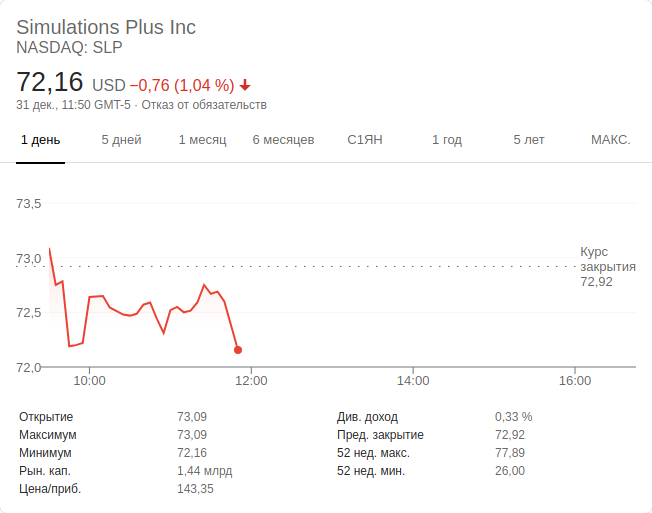 Simulations Plus Inc
NASDAQ: SLP
72,16 USD −0,76 (1,04 %)
31 дек., 11:50 GMT-5 · Отказ от обязательств
1 день 5 дней 1 месяц 6 месяцев С1ЯН 1 год 5 лет МАКС.
73,5
73,0
72,5
72,0
Курс
закрытия
72,92
10:00 12:00 14:00 16:00
Открытие 73,09 Див. доход 0,33 %
Максимум 73,09 Пред. закрытие 72,92
Минимум 72,16 52 нед. макс. 77,89
Рын. кап. 1,44 млрд 52 нед. мин. 26,00
Цена/приб. 143,35